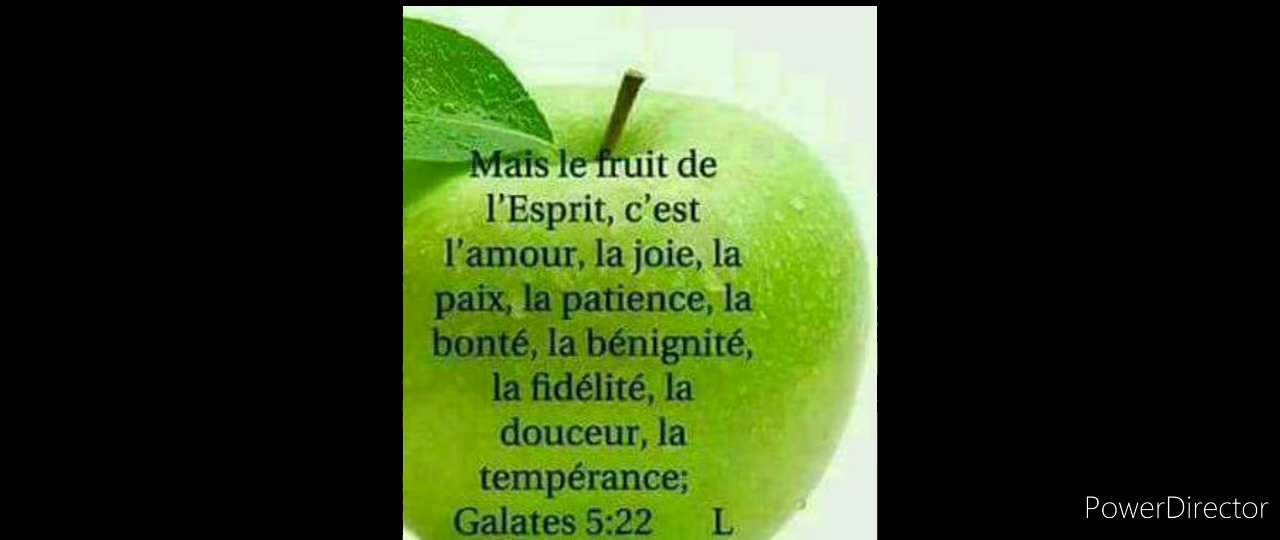 Mais le fruit de
l'Esprit, c'est
l'amour, la joie, la
paix, la patience, la
bonté, la bénignité,
la fidélité, la
douceur, la
tempérance;
Galates 5:22 L
PowerDirector